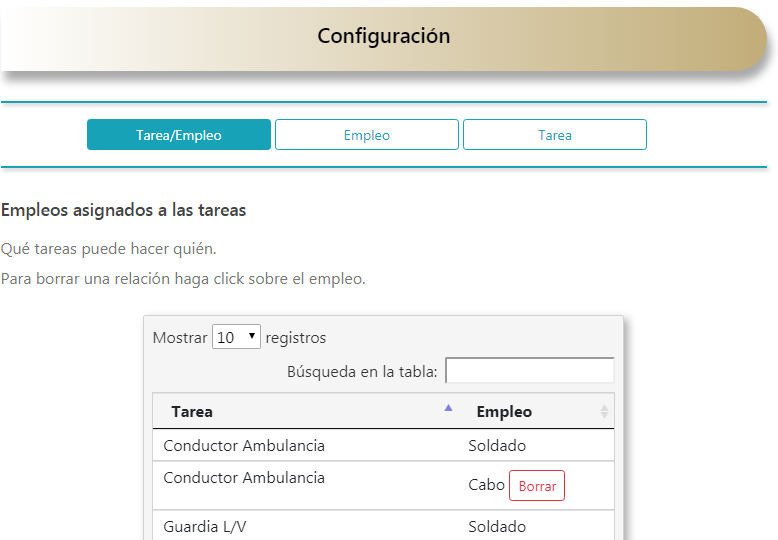 Configuración
Tarea/Empleo Empleo Tarea
Empleos asignados a las tareas
Qué tareas puede hacer quién.
Para borrar una relación haga click sobre el empleo.
Mostrar 10 registros
Búsqueda en la tabla:
Tarea Empleo
Conductor Ambulancia Soldado
Conductor Ambulancia Cabo Borrar
Guardia L/V Soldado